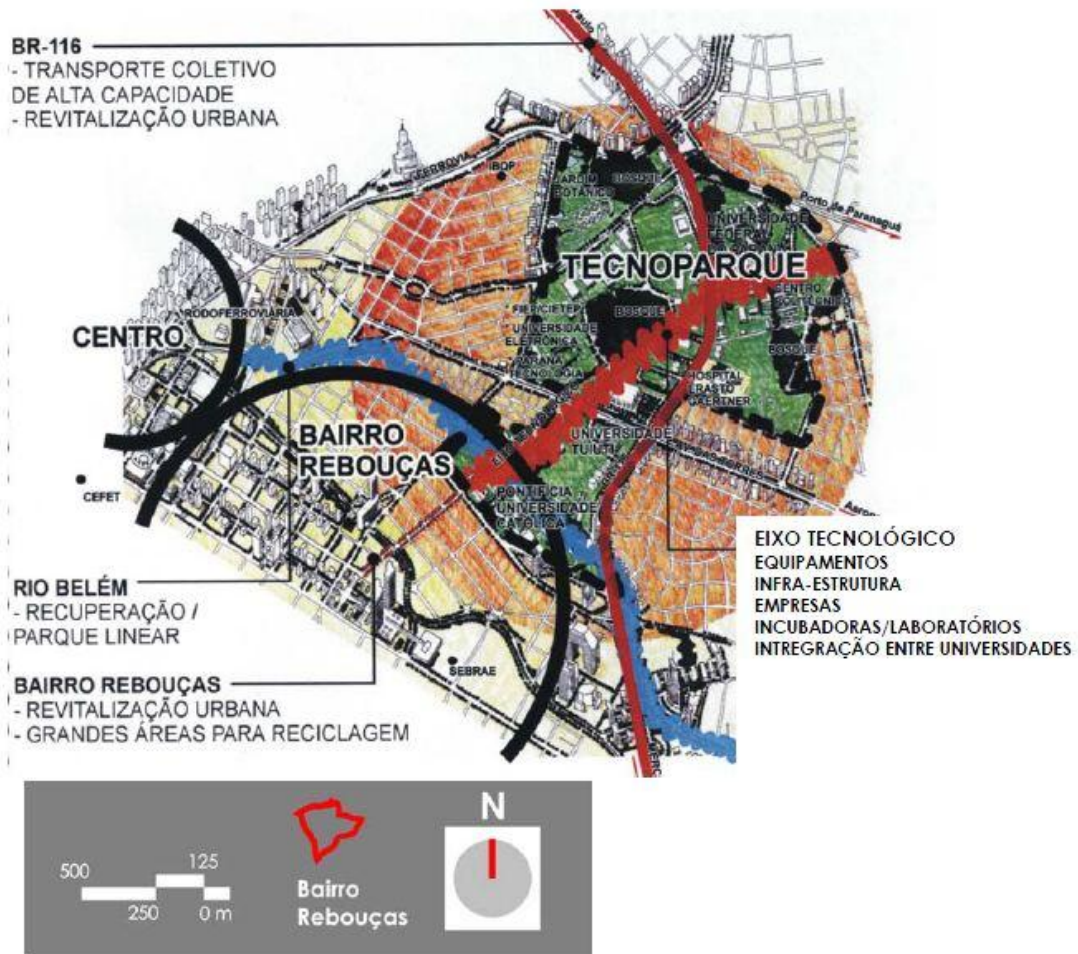 BR-116
- TRANSPORTE COLETIVO
DE ALTA CAPACIDADE
- REVITALIZAÇÃO URBANA
Paulo
FERROVIA
IBQP
JARDIM
BOTÂNICO
BOSQUE
UNIVERSIDADE
FEDERAL
Porto de Paranaguá
TECNOPARQUE
CENTRO
POLITÉCNICO
BOSQUE
BOSQUE
FIEP/CIETEP
UNIVERSIDADE
ELETRÔNICA
PARANÁ
TECNOLOGIA
HOSPITAL
ERASTO
GAERTNER
RODOFERROVIÁRIA
CENTRO
BAIRRO
REBOUÇAS
UNIVERSIDADE
TUIUTI
PONTIFÍCIA
UNIVERSIDADE
CATÓLICA
CEFET
SEBRAE
RIO BELÉM
- RECUPERAÇÃO /
PARQUE LINEAR
BAIRRO REBOUÇAS
- REVITALIZAÇÃO URBANA
- GRANDES ÁREAS PARA RECICLAGEM
EIXO TECNOLÓGICO
EQUIPAMENTOS
INFRA-ESTRUTURA
EMPRESAS
INCUBADORAS/LABORATÓRIOS
INTREGRAÇÃO ENTRE UNIVERSIDADES
500
125
250
0 m
Bairro
Rebouças
N